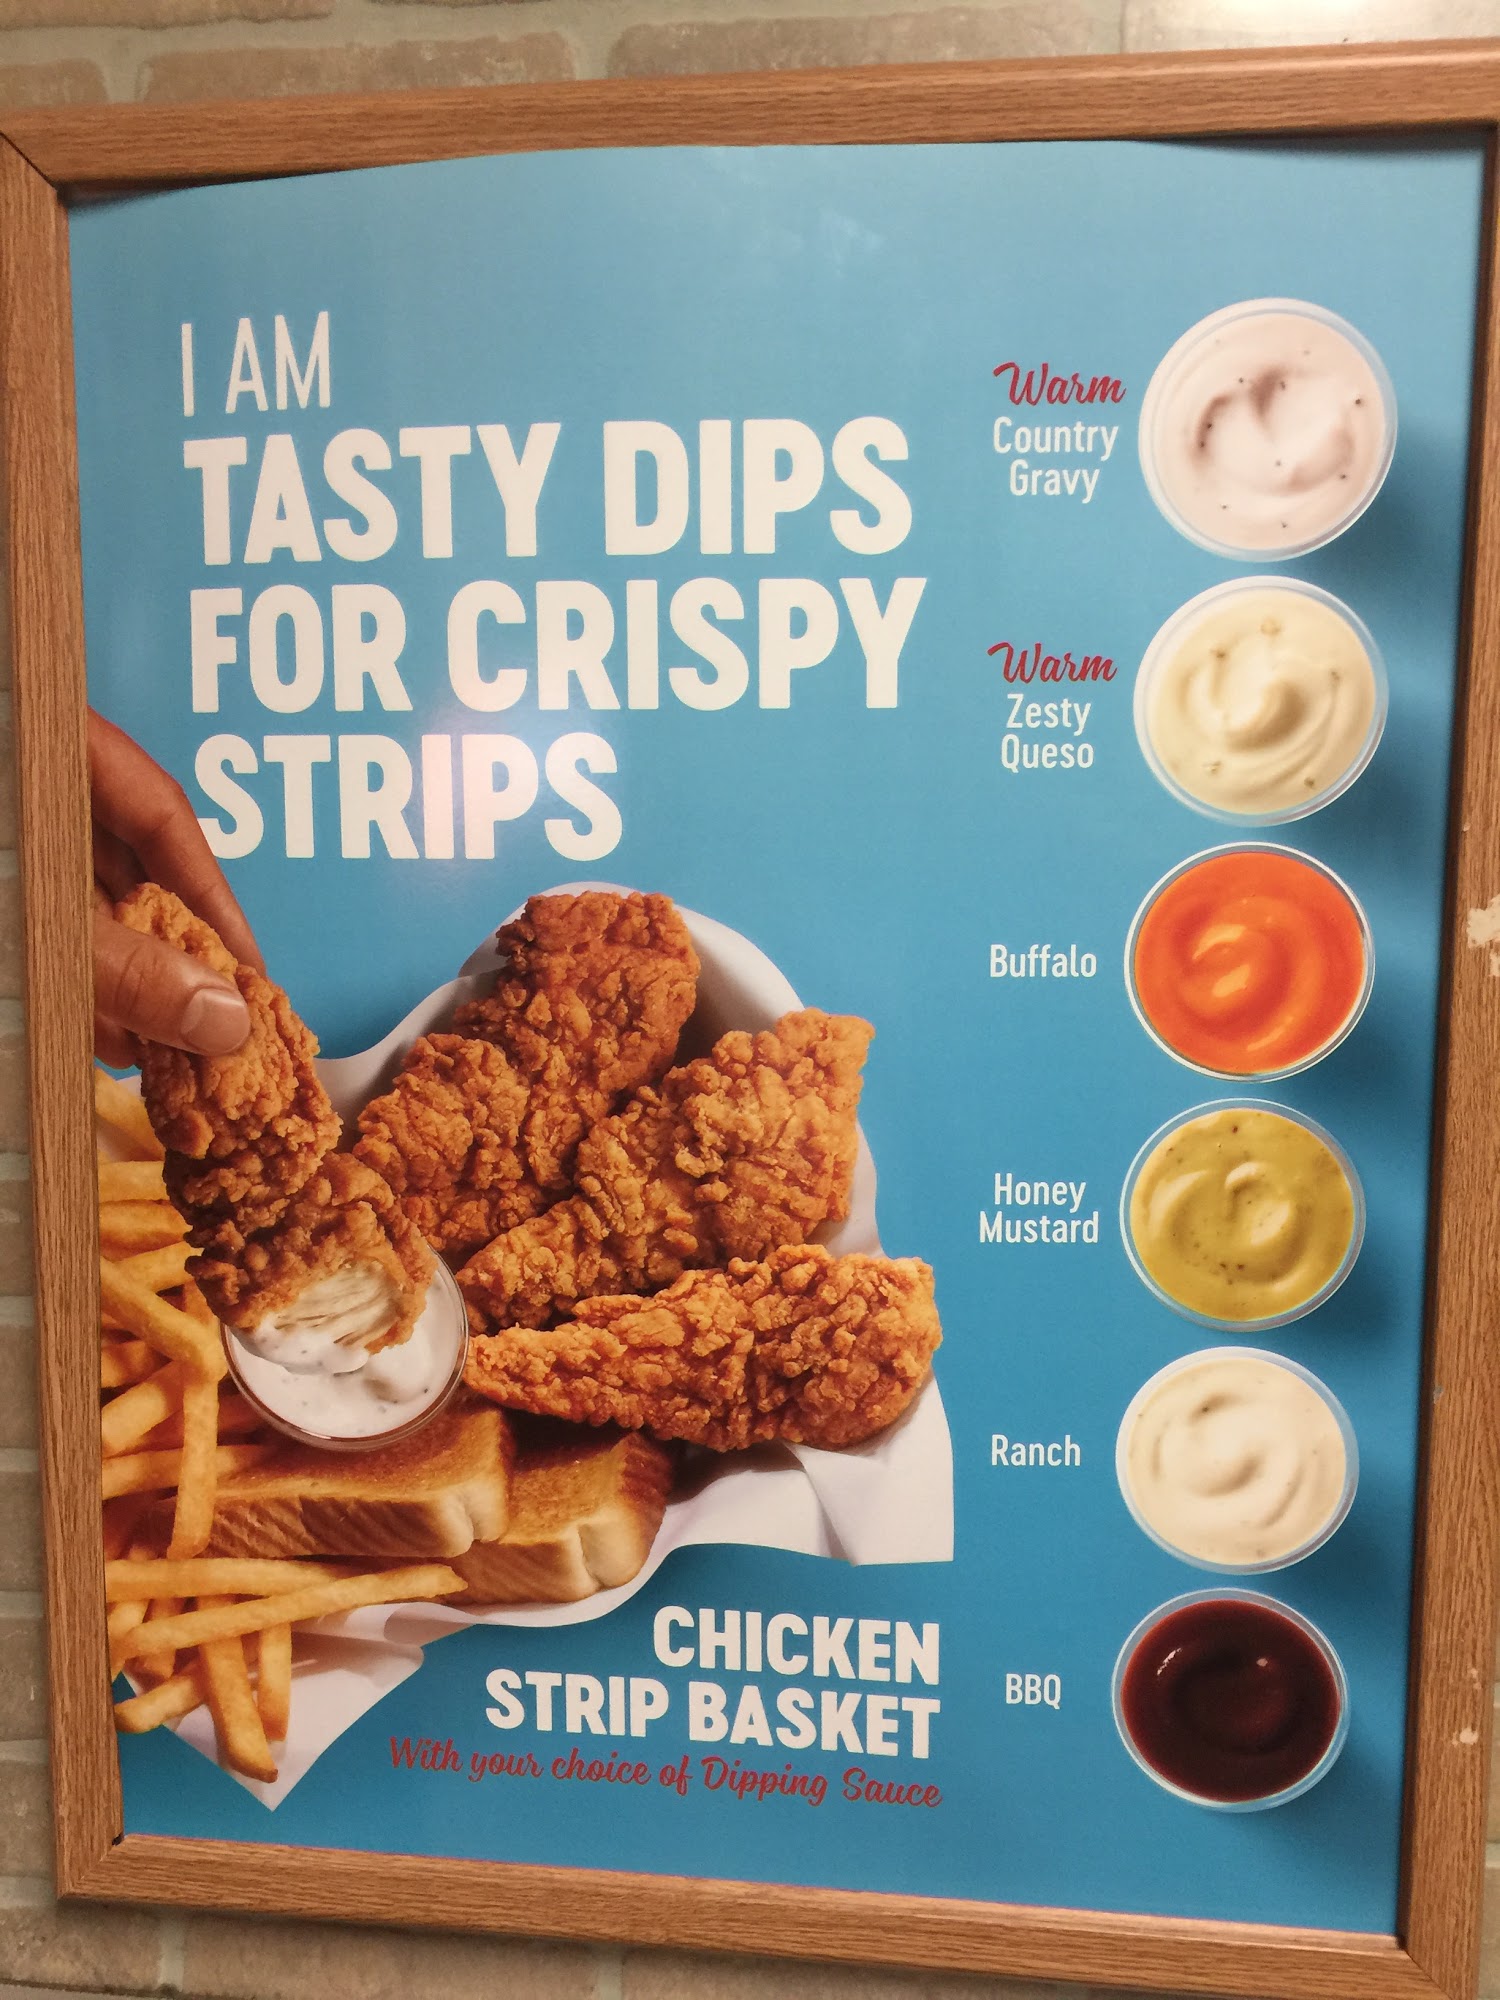 I AM
TASTY DIPS
FOR CRISPY
STRIPS
Warm
Country
Gravy
Warm
Zesty
Queso
Buffalo
Honey
Mustard
Ranch
BBQ
CHICKEN
STRIP BASKET
With your choice of Dipping Sauce